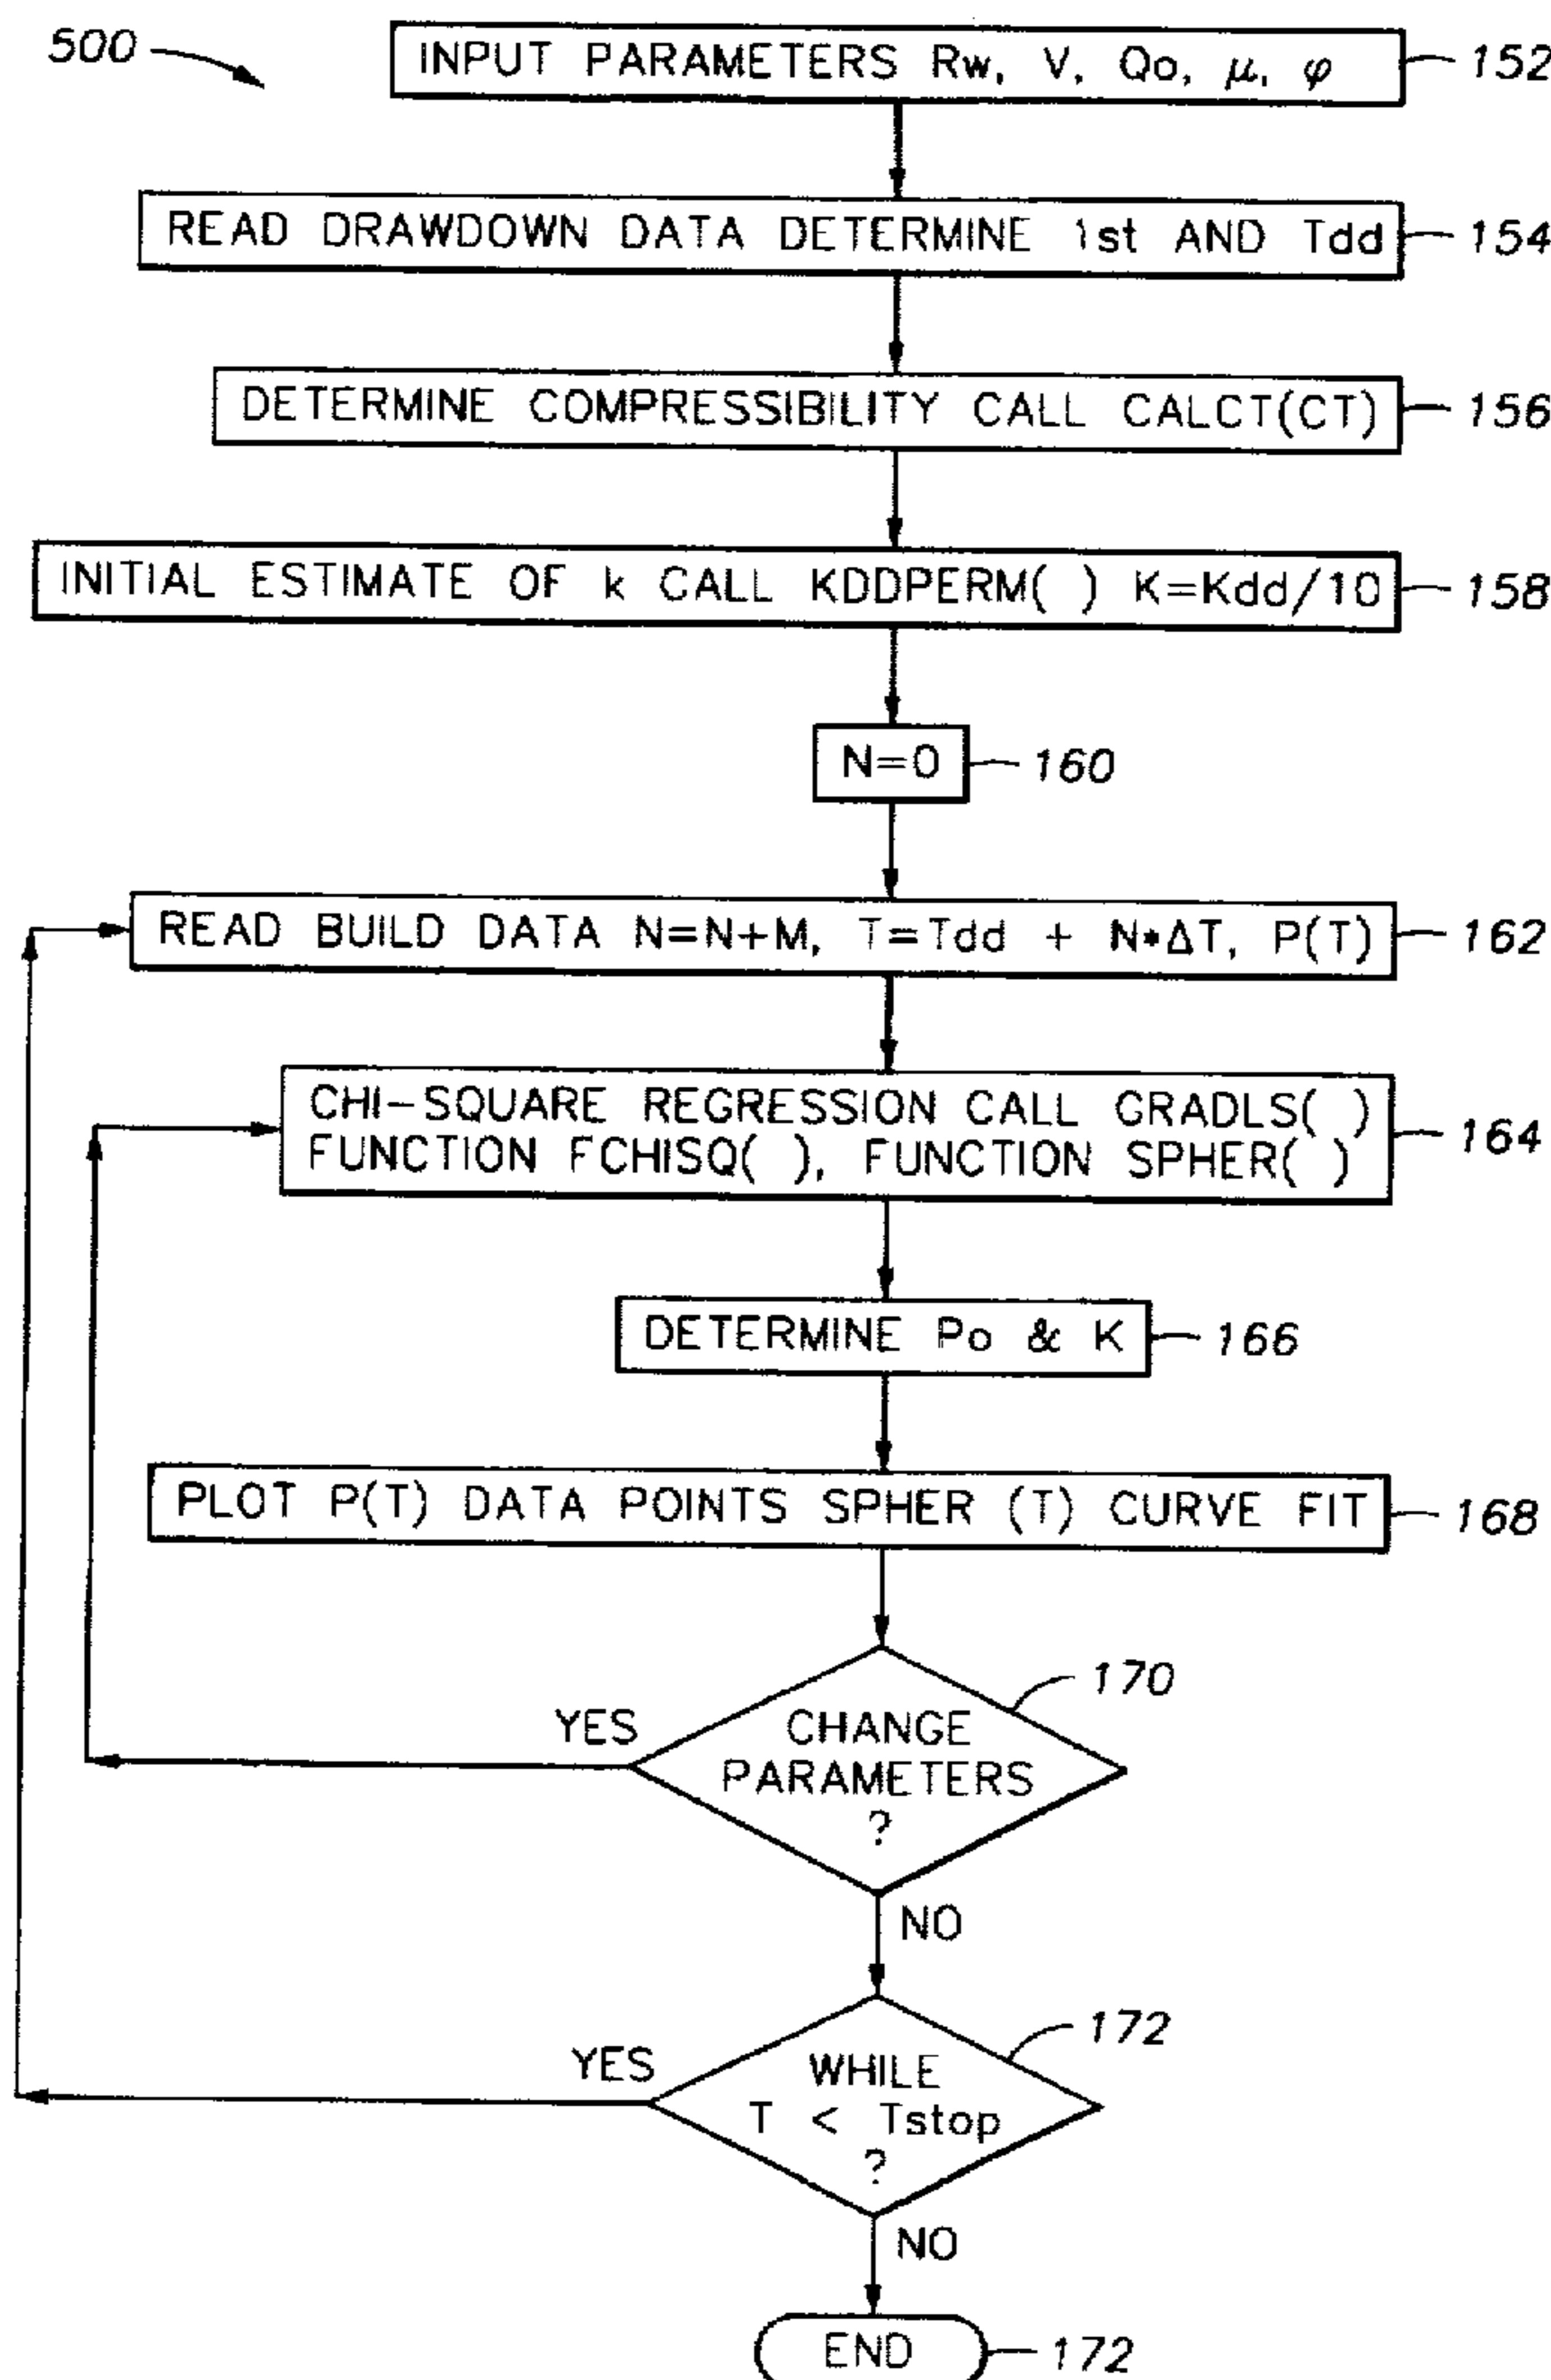 500
INPUT PARAMETERS Rw, V, Qo, μ, φ
152
READ DRAWDOWN DATA DETERMINE 1st AND Tdd
154
DETERMINE COMPRESSIBILITY CALL CALCT(CT)
156
INITIAL ESTIMATE OF k CALL KDDPERM( ) K=Kdd/10
158
N=0
160
READ BUILD DATA N=N+M, T=Tdd + N*ΔT, P(T)
162
CHI-SQUARE REGRESSION CALL GRADLS( )
FUNCTION FCHISQ( ), FUNCTION SPHER( )
164
DETERMINE Po & K
166
PLOT P(T) DATA POINTS SPHER (T) CURVE FIT
168
170
YES
CHANGE
PARAMETERS
?
NO
172
YES
WHILE
T < Tstop
?
NO
END
172